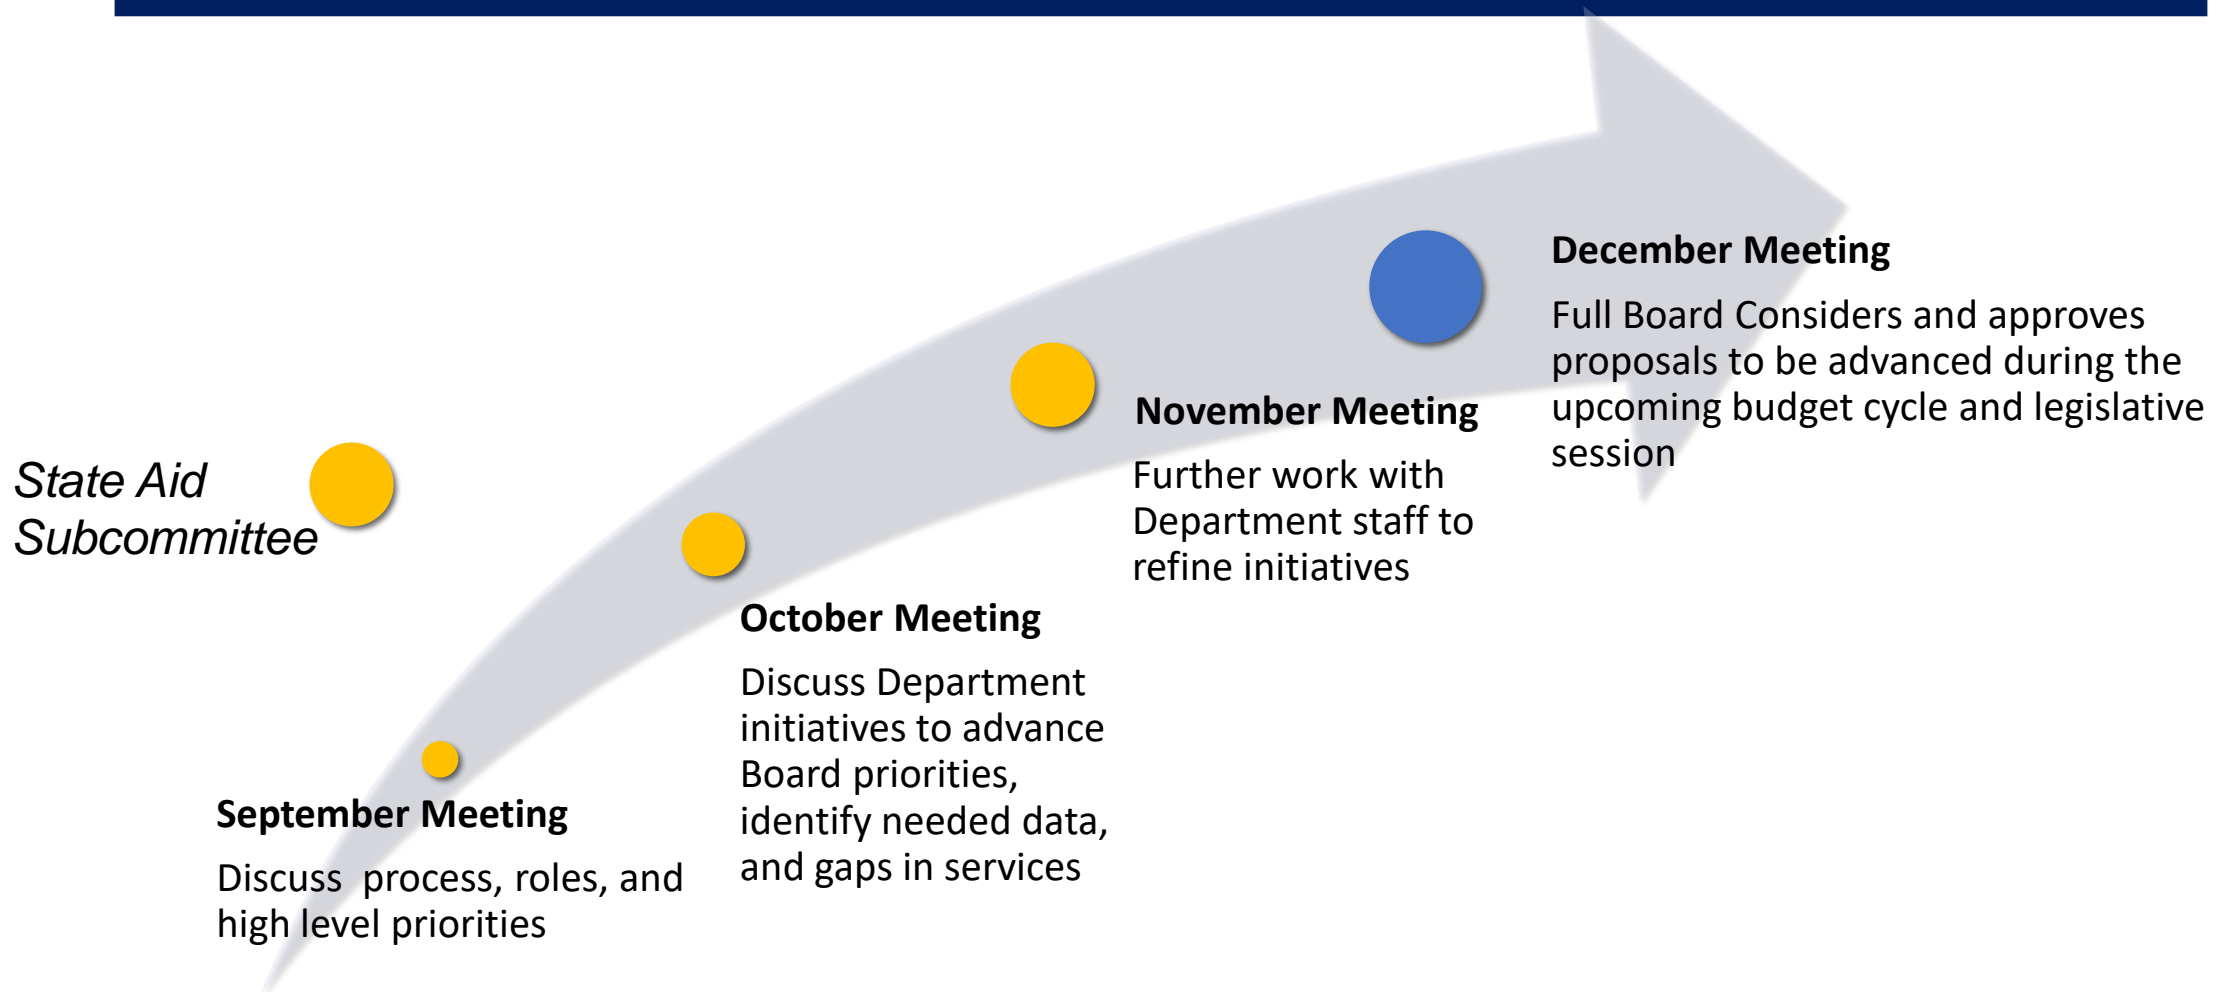 State Aid
Subcommittee
September Meeting
Discuss  process, roles, and
high level priorities
October Meeting
Discuss Department
initiatives to advance
Board priorities,
identify needed data,
and gaps in services
November Meeting
Further work with
Department staff to
refine initiatives
December Meeting
Full Board Considers and approves
proposals to be advanced during the
upcoming budget cycle and legislative
session